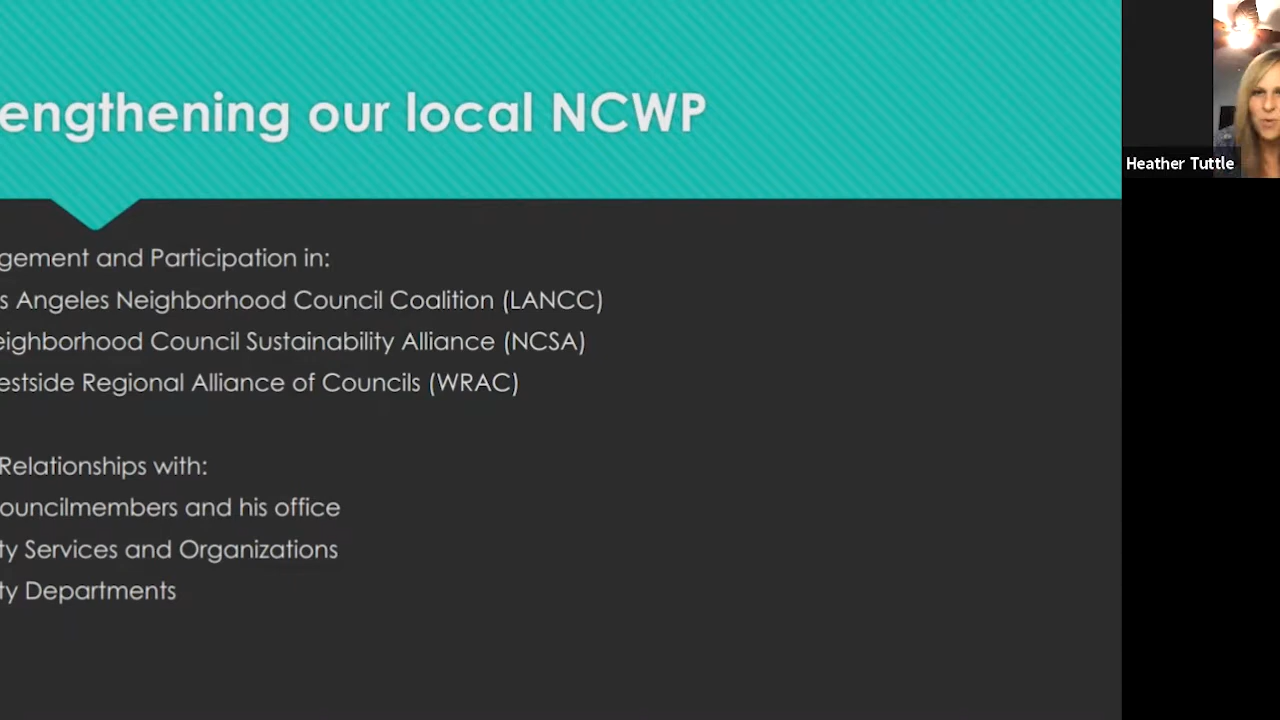 engthening our local NCWP
gement and Participation in:
s Angeles Neighborhood Council Coalition (LANCC)
eighborhood Council Sustainability Alliance (NCSA)
estside Regional Alliance of Councils (WRAC)
Relationships with:
ouncilmembers and his office
ty Services and Organizations
ty Departments
Heather Tuttle